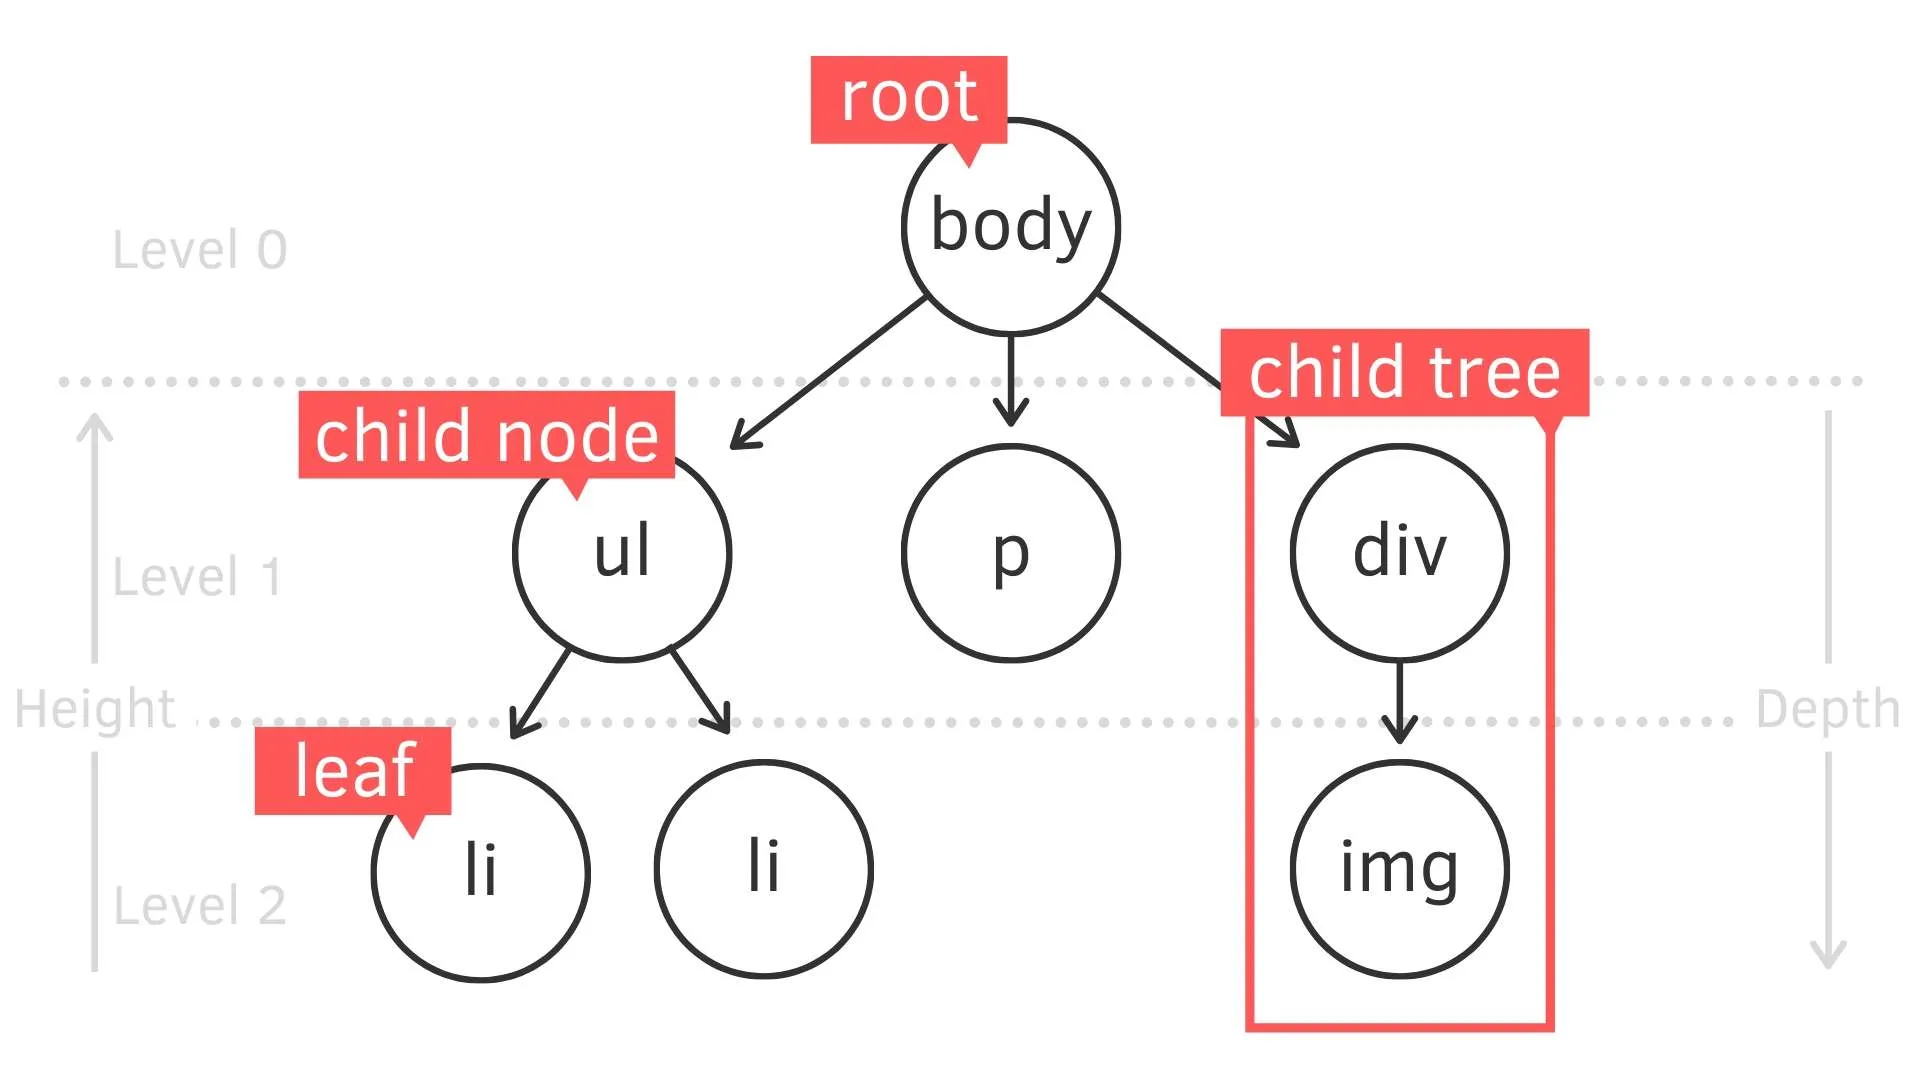 root
body
Level 0
child tree
child node
ul
p
div
Level 1
Height
Depth
leaf
li
li
img
Level 2